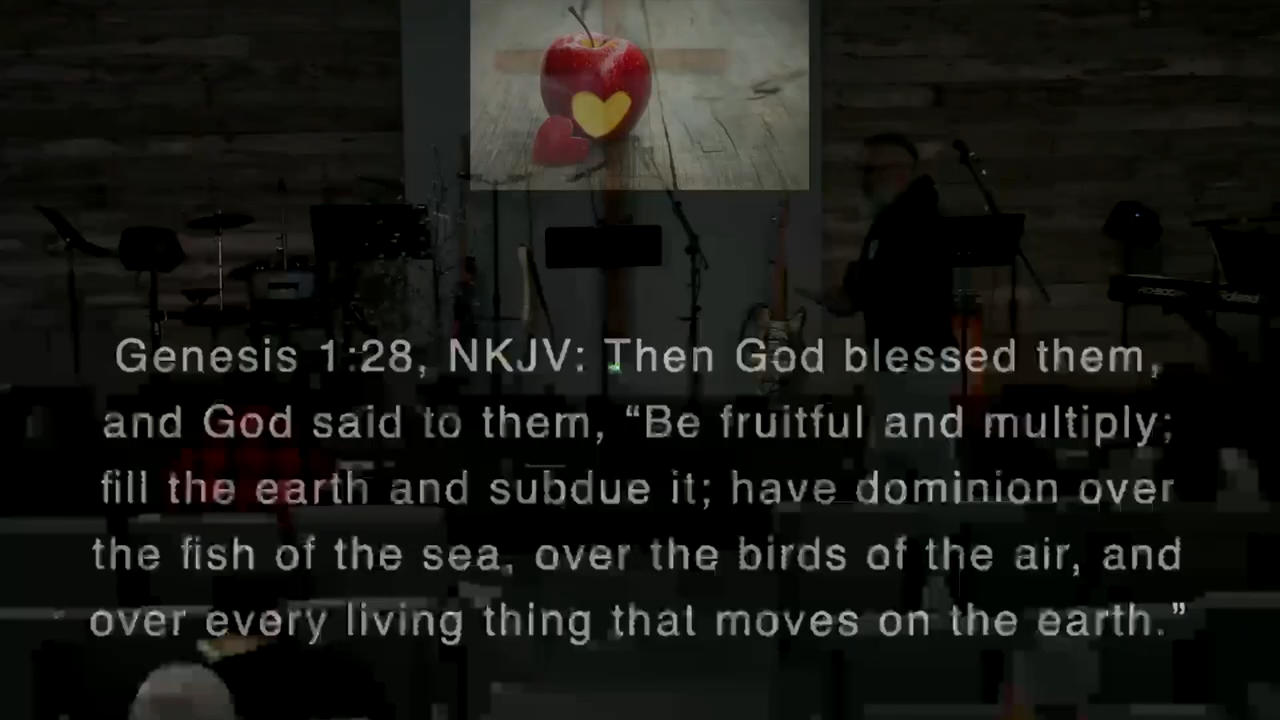 Genesis 1:28, NKJV: Then God blessed them,
and God said to them, “Be fruitful and multiply;
fill the earth and subdue it; have dominion over
the fish of the sea, over the birds of the air, and
over every living thing that moves on the earth.”
Roland